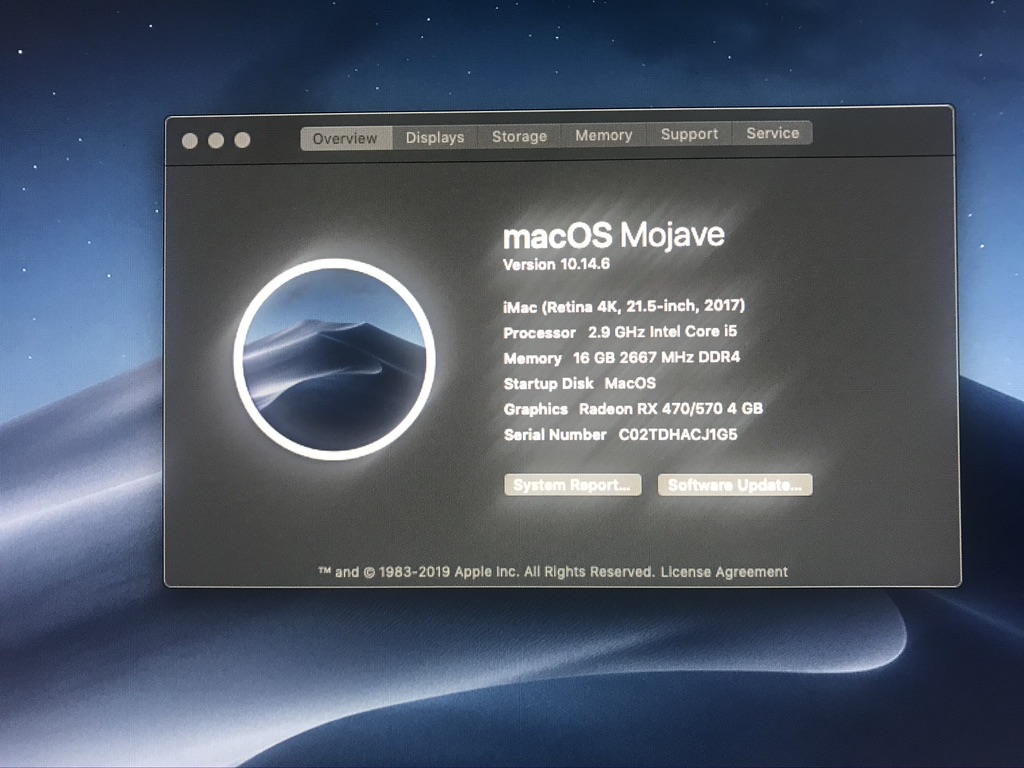 Overview Displays Storage Memory Support Service
macOS Mojave
Version 10.14.6
iMac (Retina 4K, 21.5-inch, 2017)
Processor 2.9 GHz Intel Core i5
Memory 16 GB 2667 MHz DDR4
Startup Disk MacOS
Graphics Radeon RX 470/570 4 GB
Serial Number C02TDHACJ1G5
System Report... Software Update...
™ and © 1983-2019 Apple Inc. All Rights Reserved. License Agreement